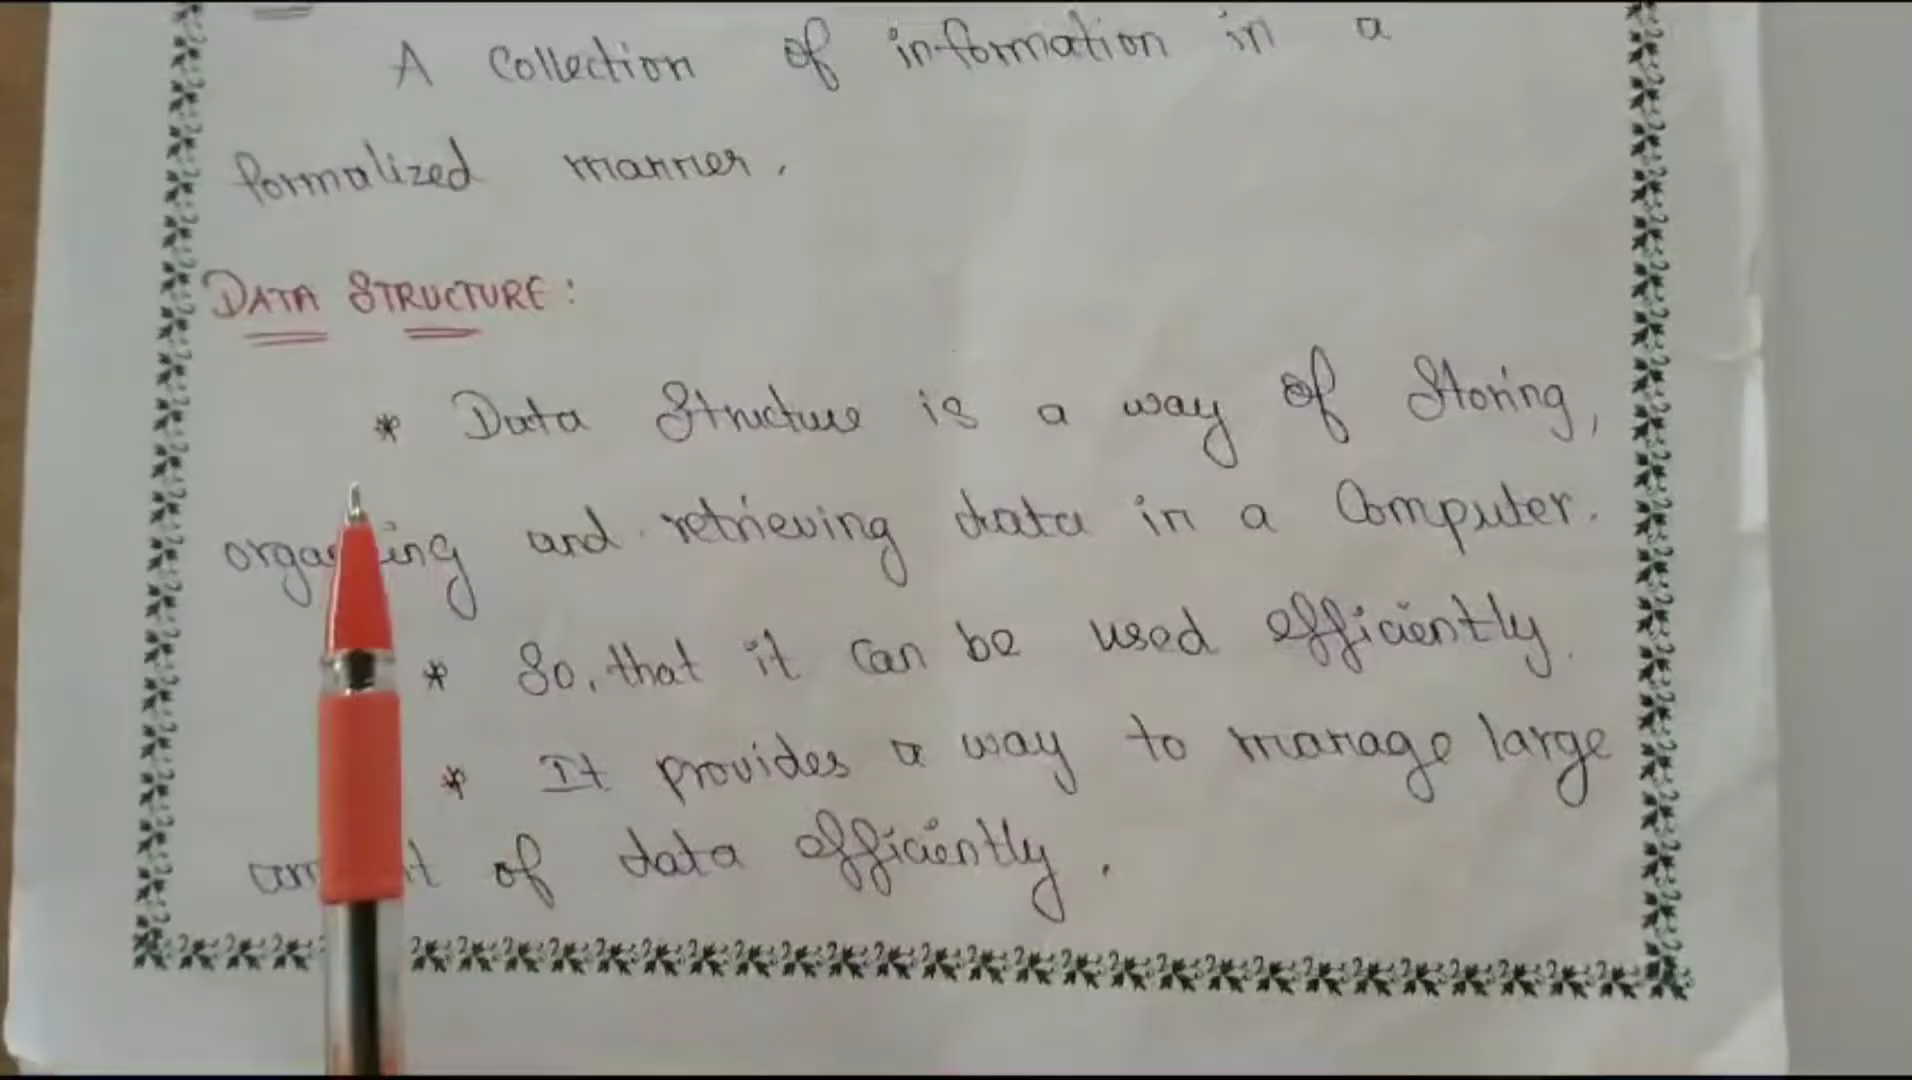 A Collection of information in a
formalized manner.
DATA STRUCTURE:
* Data Structure is a way of Storing,
and retrieving data in a Computer.
* So, that it can be used efficiently.
* It provides a way to manage large
of data efficiently.